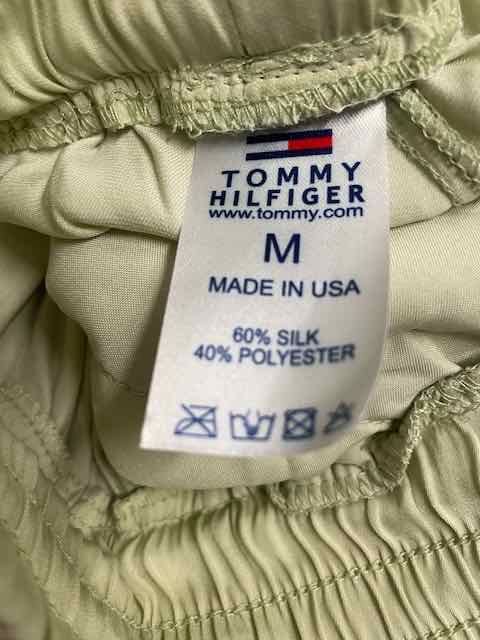 TOMMY
HILFIGER
www.tommy.com
M
MADE IN USA
60% SILK
40% POLYESTER